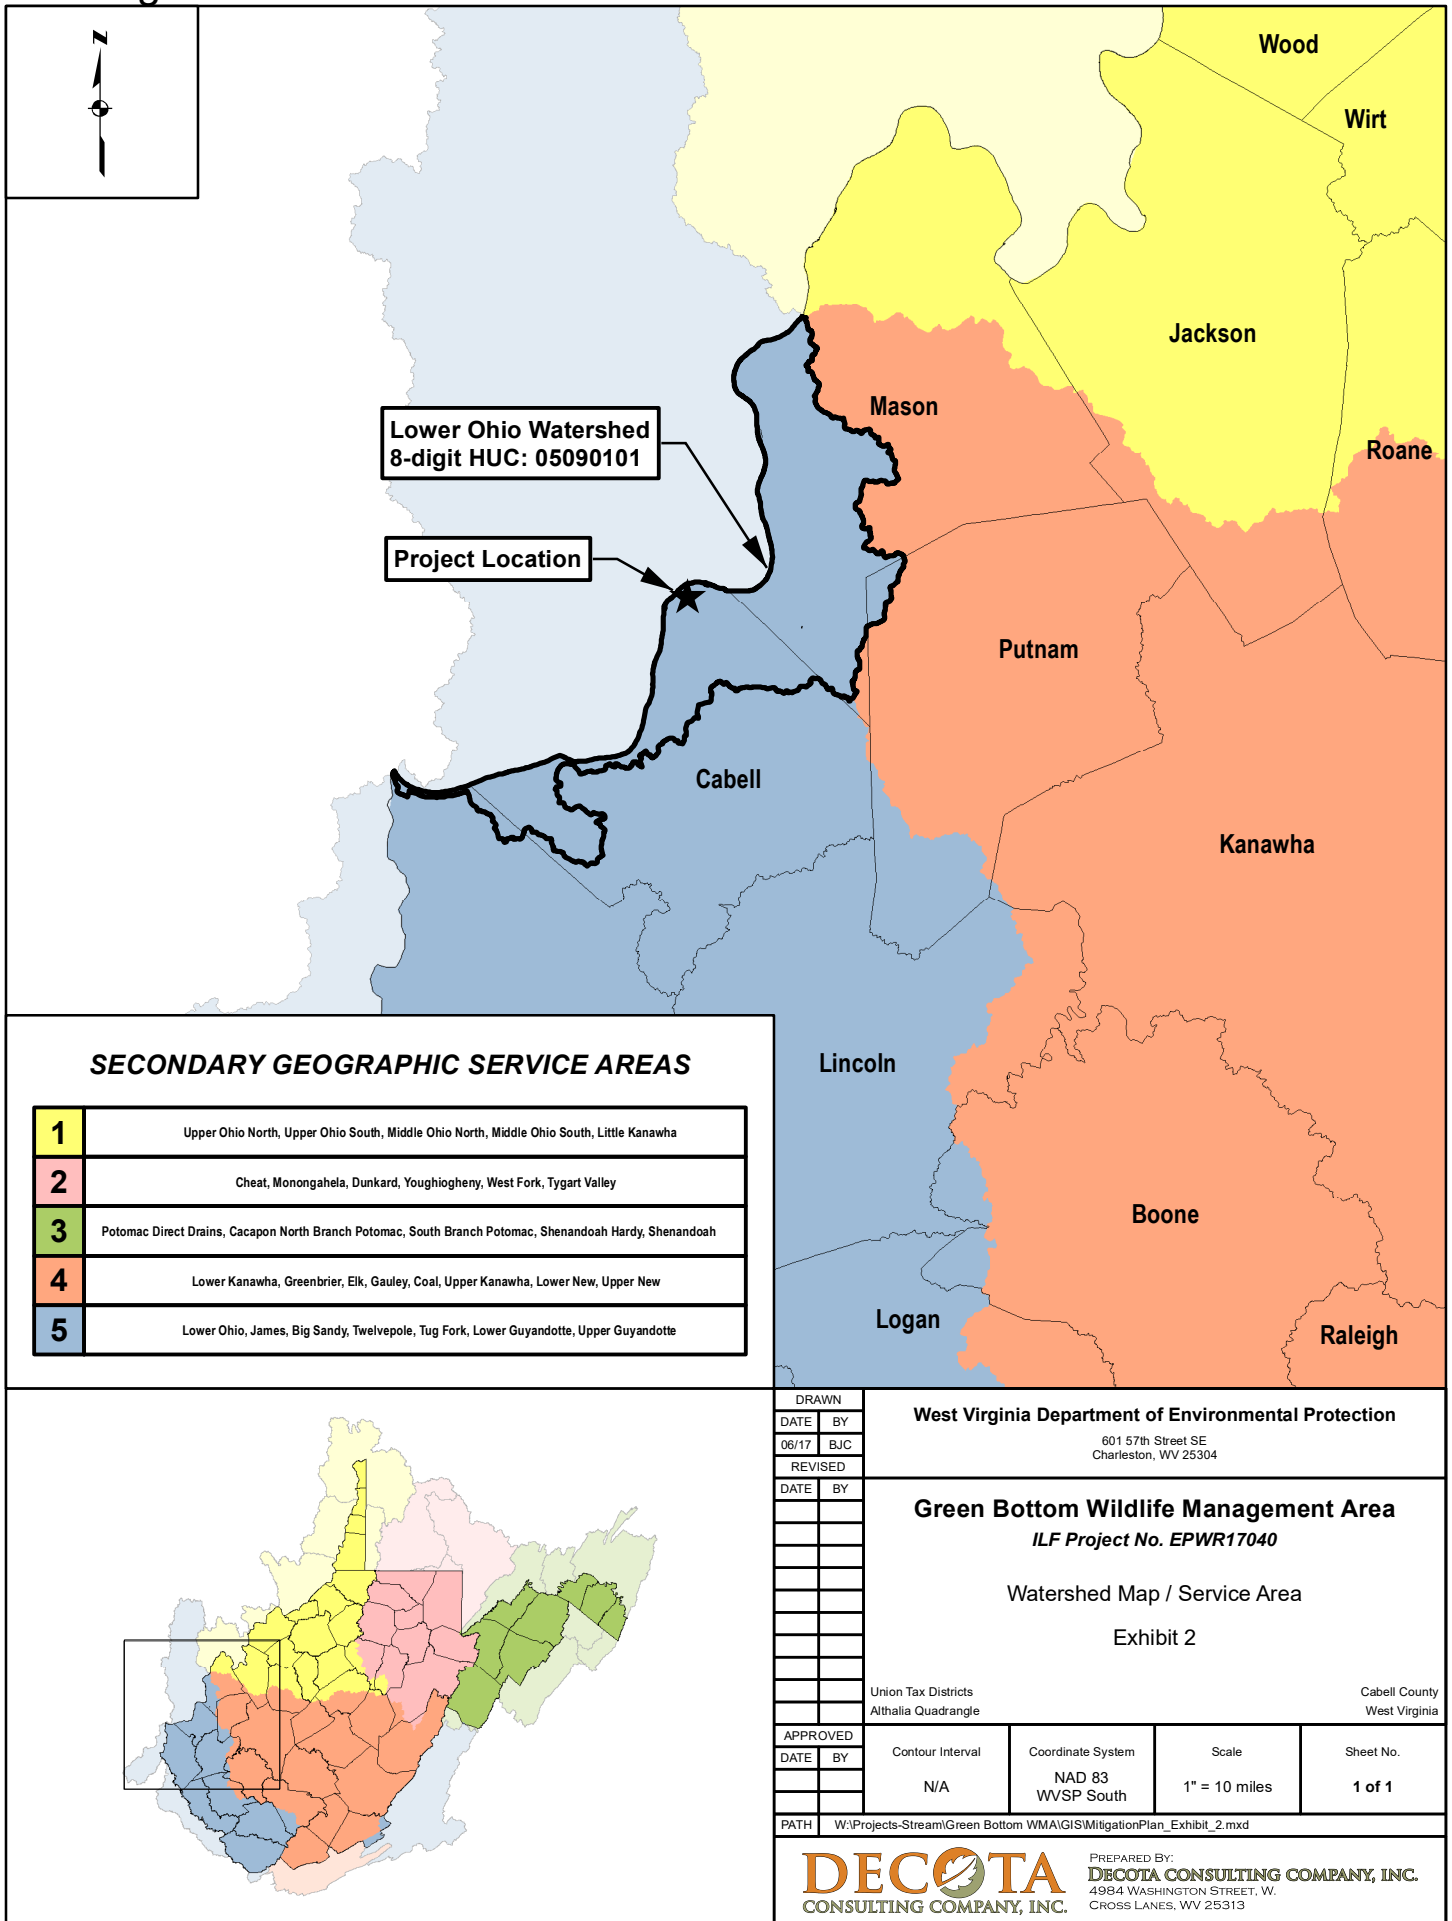 g
N
Wood
Wirt
Jackson
Mason
Roane
Lower Ohio Watershed
8-digit HUC: 05090101
Project Location
Putnam
Cabell
Kanawha
Lincoln
Boone
Logan
Raleigh
SECONDARY GEOGRAPHIC SERVICE AREAS
1 Upper Ohio North, Upper Ohio South, Middle Ohio North, Middle Ohio South, Little Kanawha
2 Cheat, Monongahela, Dunkard, Youghiogheny, West Fork, Tygart Valley
3 Potomac Direct Drains, Cacapon North Branch Potomac, South Branch Potomac, Shenandoah Hardy, Shenandoah
4 Lower Kanawha, Greenbrier, Elk, Gauley, Coal, Upper Kanawha, Lower New, Upper New
5 Lower Ohio, James, Big Sandy, Twelvepole, Tug Fork, Lower Guyandotte, Upper Guyandotte
DRAWN
DATE BY
06/17 BJC
REVISED
DATE BY
West Virginia Department of Environmental Protection
601 57th Street SE
Charleston, WV 25304
Green Bottom Wildlife Management Area
ILF Project No. EPWR17040
Watershed Map / Service Area
Exhibit 2
Union Tax Districts Cabell County
Althalia Quadrangle West Virginia
APPROVED
DATE BY
Contour Interval
N/A
Coordinate System
NAD 83
WVSP South
Scale
1" = 10 miles
Sheet No.
1 of 1
PATH W:\Projects-Stream\Green Bottom WMA\GIS\MitigationPlan_Exhibit_2.mxd
DECOTA
CONSULTING COMPANY, INC.
PREPARED BY:
DECOTA CONSULTING COMPANY, INC.
4984 WASHINGTON STREET, W.
CROSS LANES, WV 25313